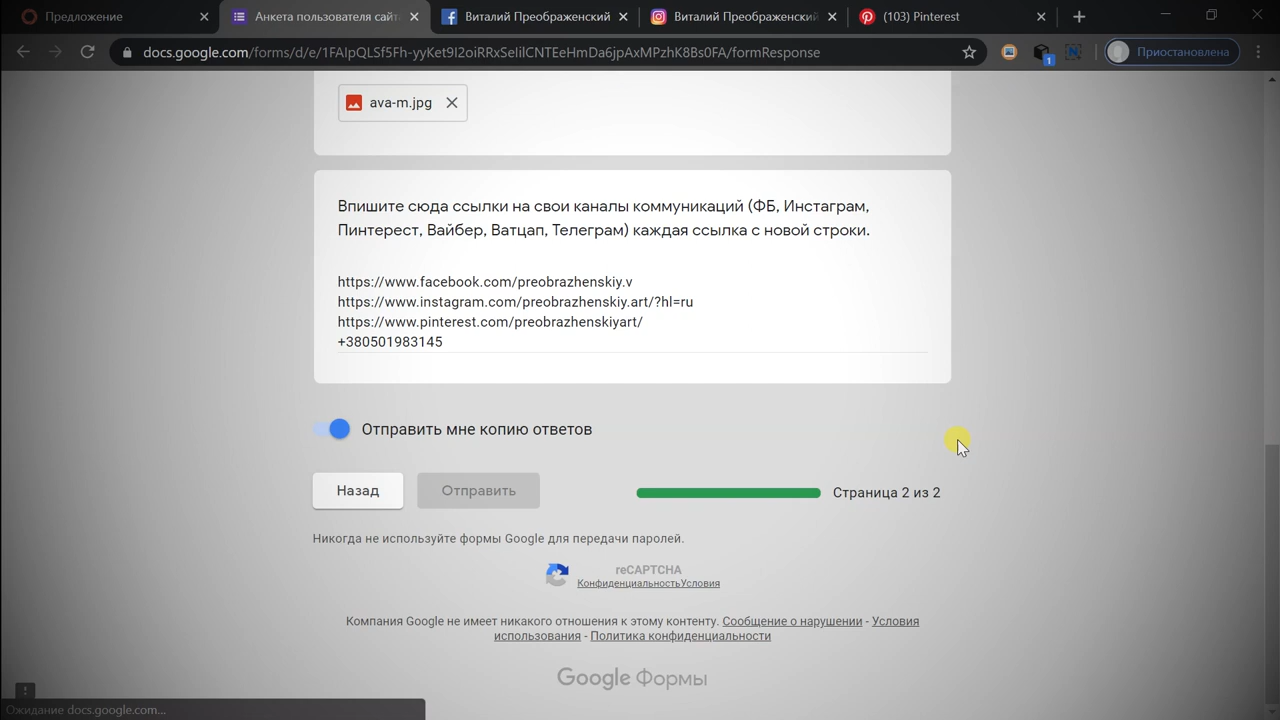 Предложение
Анкета пользователя сайт
Виталий Преображенский
Виталий Преображенский
(103) Pinterest
docs.google.com/forms/d/e/1FAIpQLSf5Fh-yyKet9I2oiRRxSeIilCNTEeHmDa6jpAxMPzhK8Bs0FA/formResponse
1
Приостановлена
ava-m.jpg
Впишите сюда ссылки на свои каналы коммуникаций (ФБ, Инстаграм,
Пинтерест, Вайбер, Ватцап, Телеграм) каждая ссылка с новой строки.
https://www.facebook.com/preobrazhenskiy.v
https://www.instagram.com/preobrazhenskiy.art/?hl=ru
https://www.pinterest.com/preobrazhenskiyart/
+380501983145
Отправить мне копию ответов
Назад
Отправить
Страница 2 из 2
Никогда не используйте формы Google для передачи паролей.
reCAPTCHA
КонфиденциальностьУсловия
Компания Google не имеет никакого отношения к этому контенту. Сообщение о нарушении - Условия
использования - Политика конфиденциальности
Google Формы
Ожидание docs.google.com...